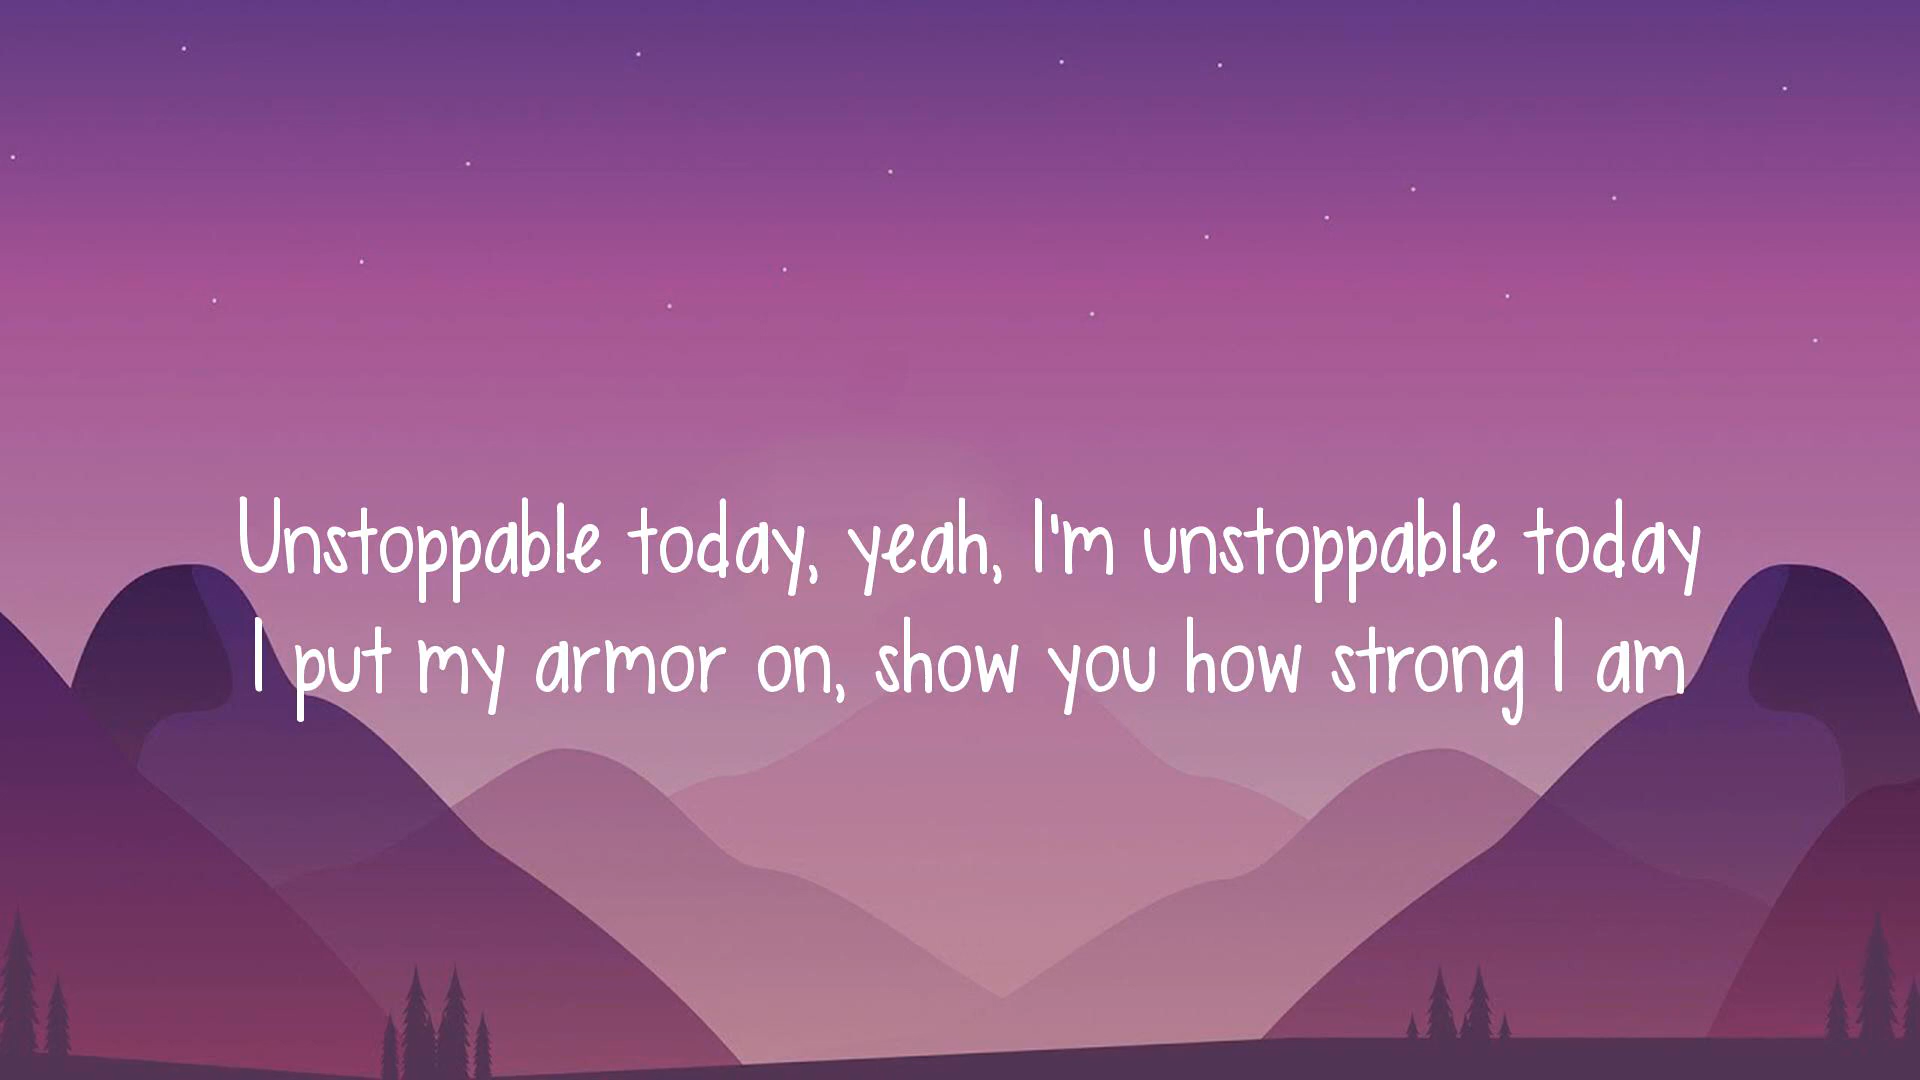 Unstoppable today, yeah, I'm unstoppable today
I put my armor on, show you how strong I am